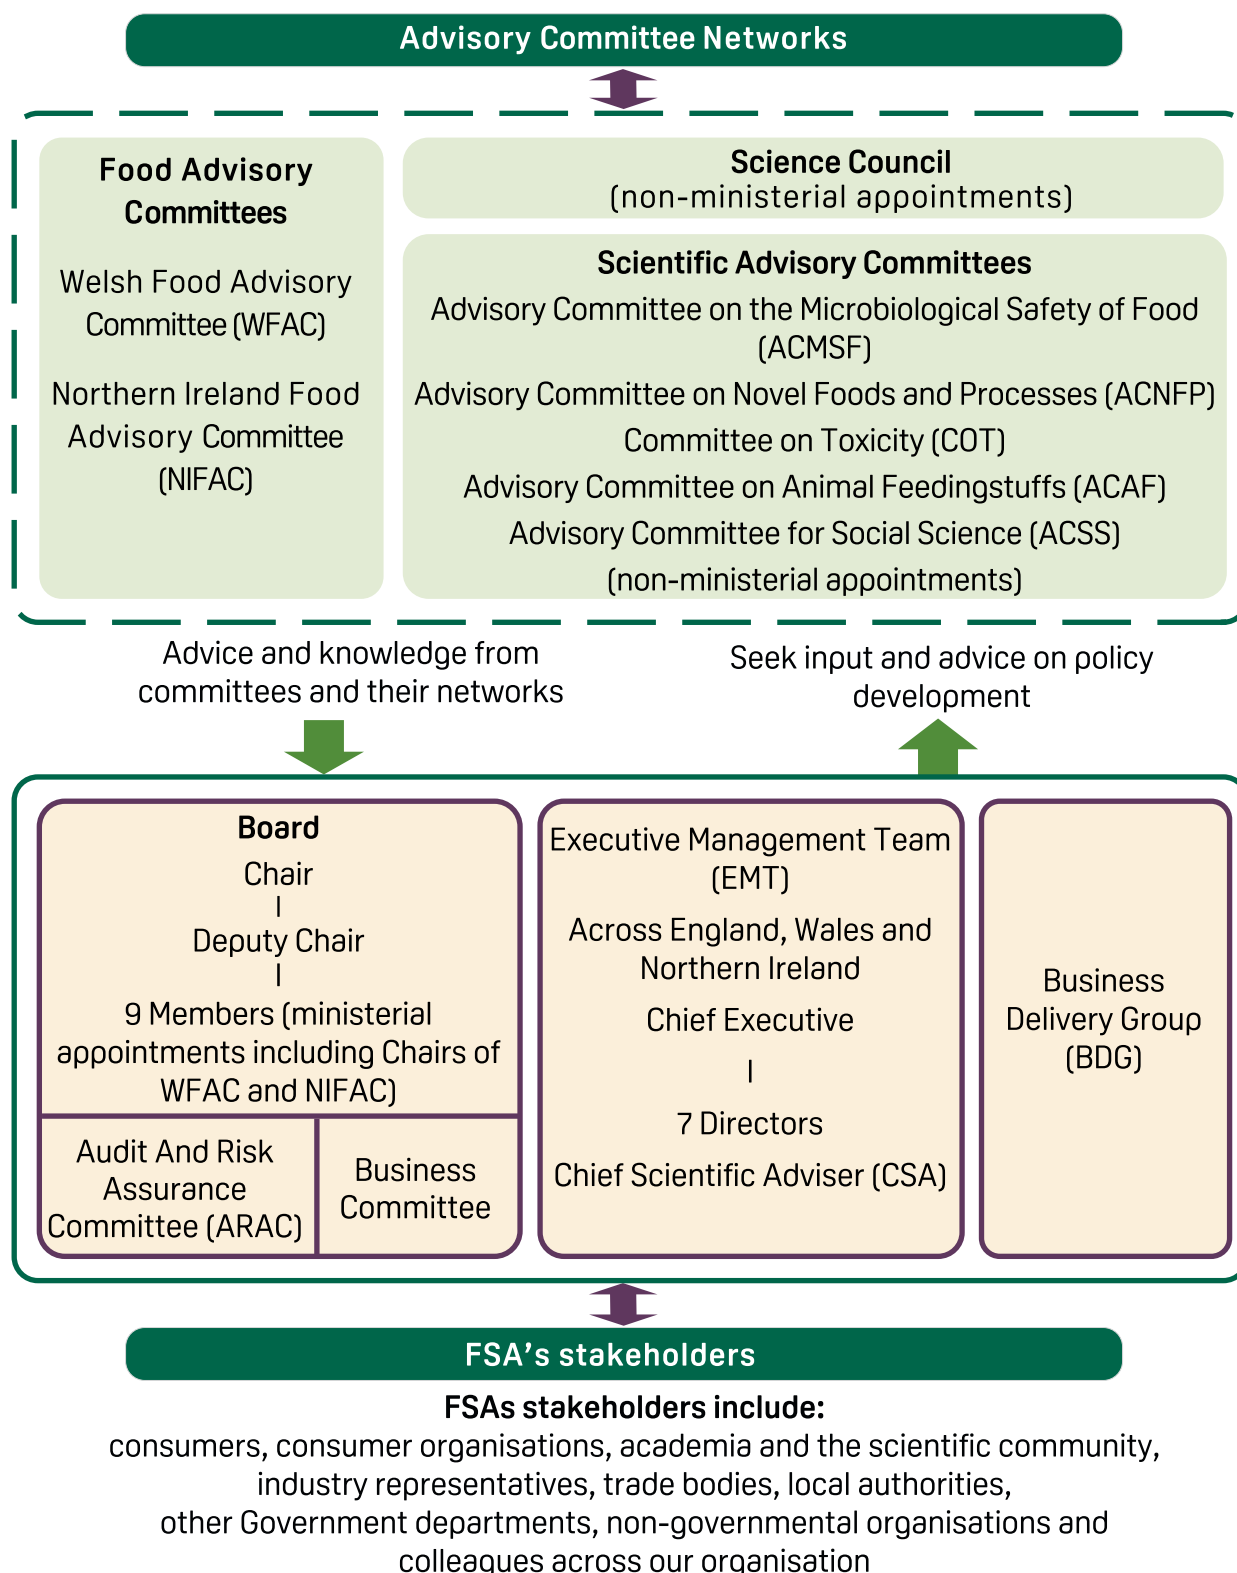 Advisory Committee Networks
Food Advisory
Committees
Welsh Food Advisory
Committee (WFAC)
Northern Ireland Food
Advisory Committee
(NIFAC)
Science Council
(non-ministerial appointments)
Scientific Advisory Committees
Advisory Committee on the Microbiological Safety of Food
(ACMSF)
Advisory Committee on Novel Foods and Processes (ACNFP)
Committee on Toxicity (COT)
Advisory Committee on Animal Feedingstuffs (ACAF)
Advisory Committee for Social Science (ACSS)
(non-ministerial appointments)
Advice and knowledge from
committees and their networks
Seek input and advice on policy
development
Board
Chair
Deputy Chair
9 Members (ministerial
appointments including Chairs of
WFAC and NIFAC)
Audit And Risk
Assurance
Committee (ARAC)
Business
Committee
Executive Management Team
(EMT)
Across England, Wales and
Northern Ireland
Chief Executive
7 Directors
Chief Scientific Adviser (CSA)
Business
Delivery Group
(BDG)
FSA's stakeholders
FSAs stakeholders include:
consumers, consumer organisations, academia and the scientific community,
industry representatives, trade bodies, local authorities,
other Government departments, non-governmental organisations and
colleagues across our organisation